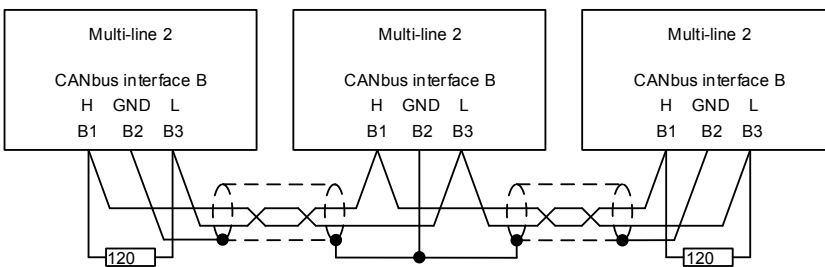 Multi-line 2 Multi-line 2 Multi-line 2
CANbus interface B CANbus interface B CANbus interface B
H GND L H GND L H GND L
B1 B2 B3 B1 B2 B3 B1 B2 B3
120 120